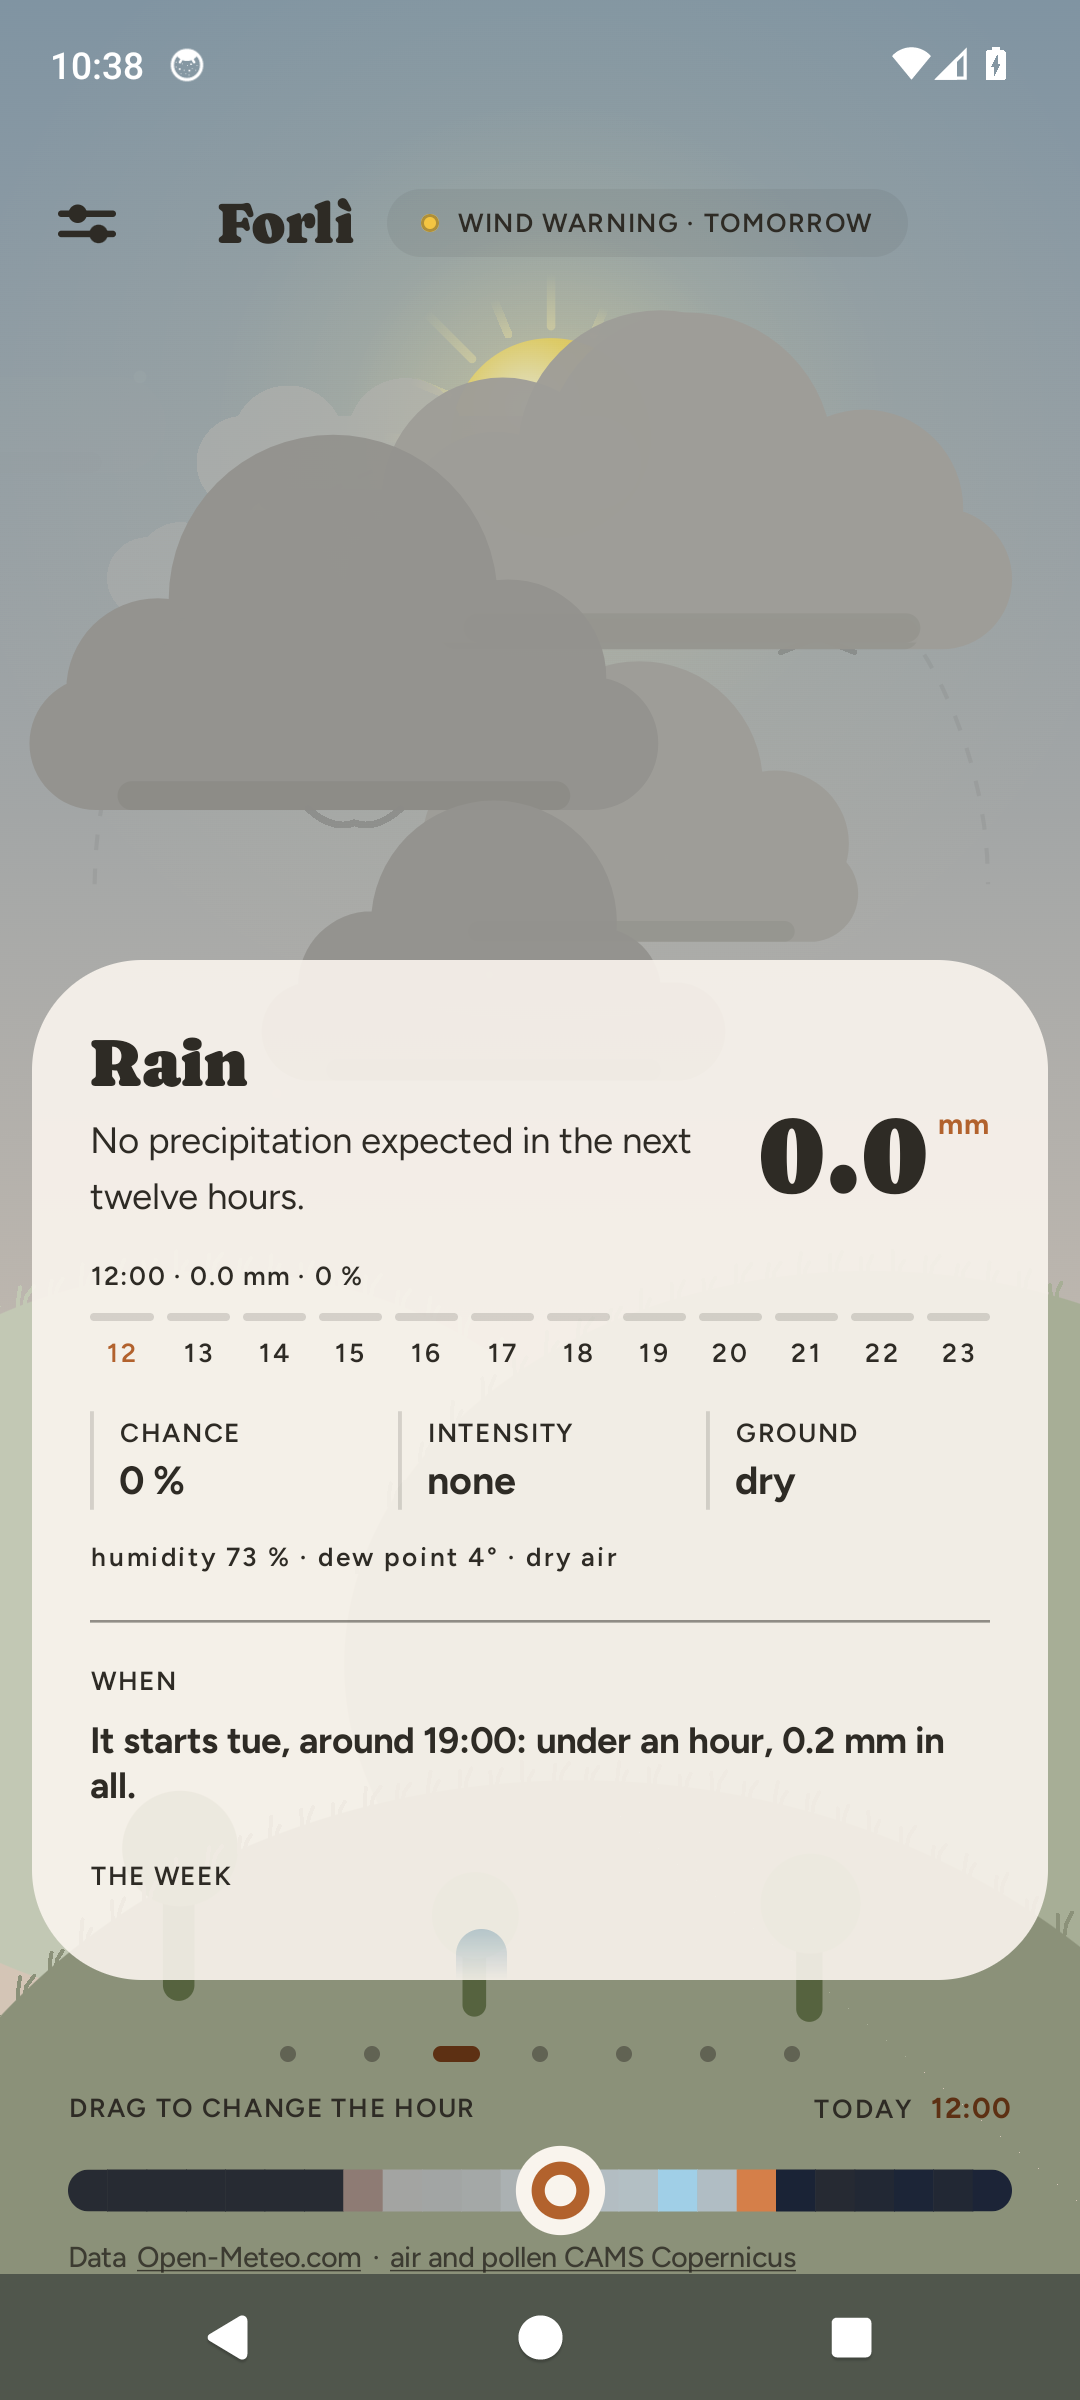 10:38
Forlì
WIND WARNING · TOMORROW
Rain
No precipitation expected in the next
twelve hours.
0.0 mm
12:00 · 0.0 mm · 0 %
12 13 14 15 16 17 18 19 20 21 22 23
CHANCE INTENSITY GROUND
0 % none dry
humidity 73 % · dew point 4° · dry air
WHEN
It starts tue, around 19:00: under an hour, 0.2 mm in
all.
THE WEEK
DRAG TO CHANGE THE HOUR TODAY 12:00
Data Open-Meteo.com · air and pollen CAMS Copernicus